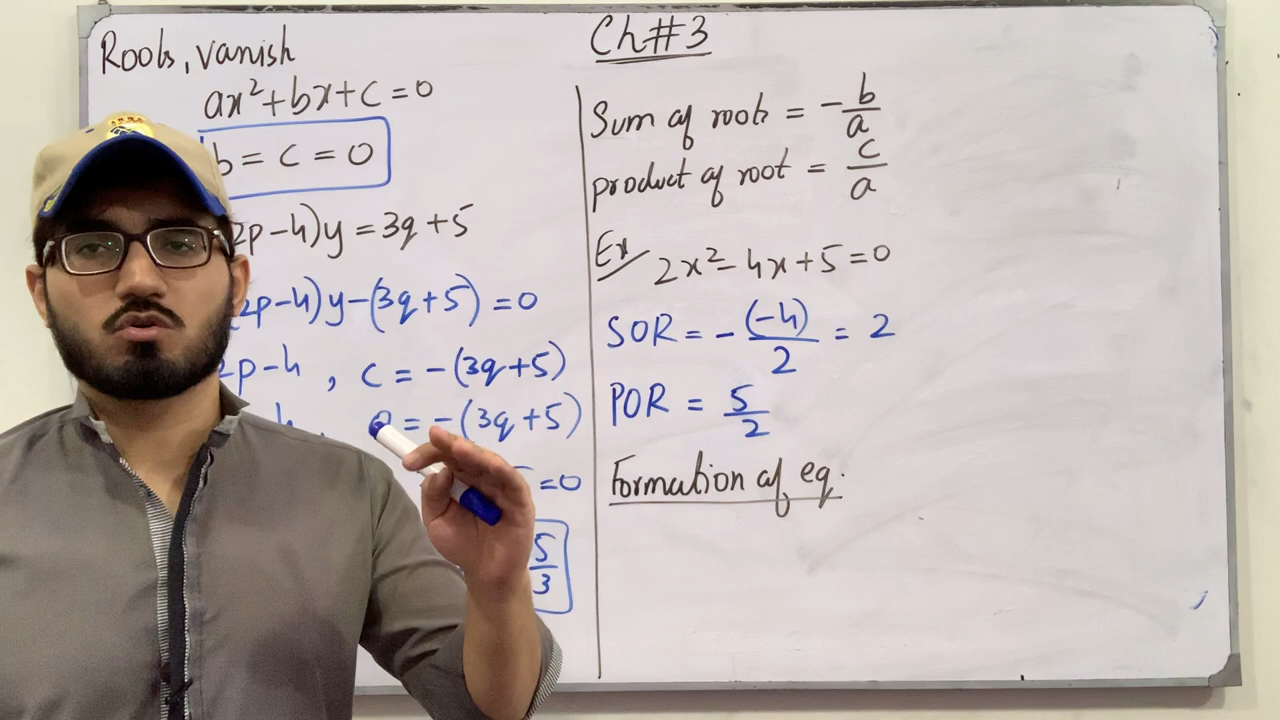 Roots, vanish
ax²+bx+c=0
b = c = 0
2p-4)y = 3q+5
(2p-4)y-(3q+5)=0
2p-4, c = -(3q+5)
0 = -(3q+5)
=0
5/3
Ch#3
Sum of roots = -b/a
product of root = c/a
Ex 2x²-4x+5=0
SOR = -(-4)/2 = 2
POR = 5/2
Formation of eq.